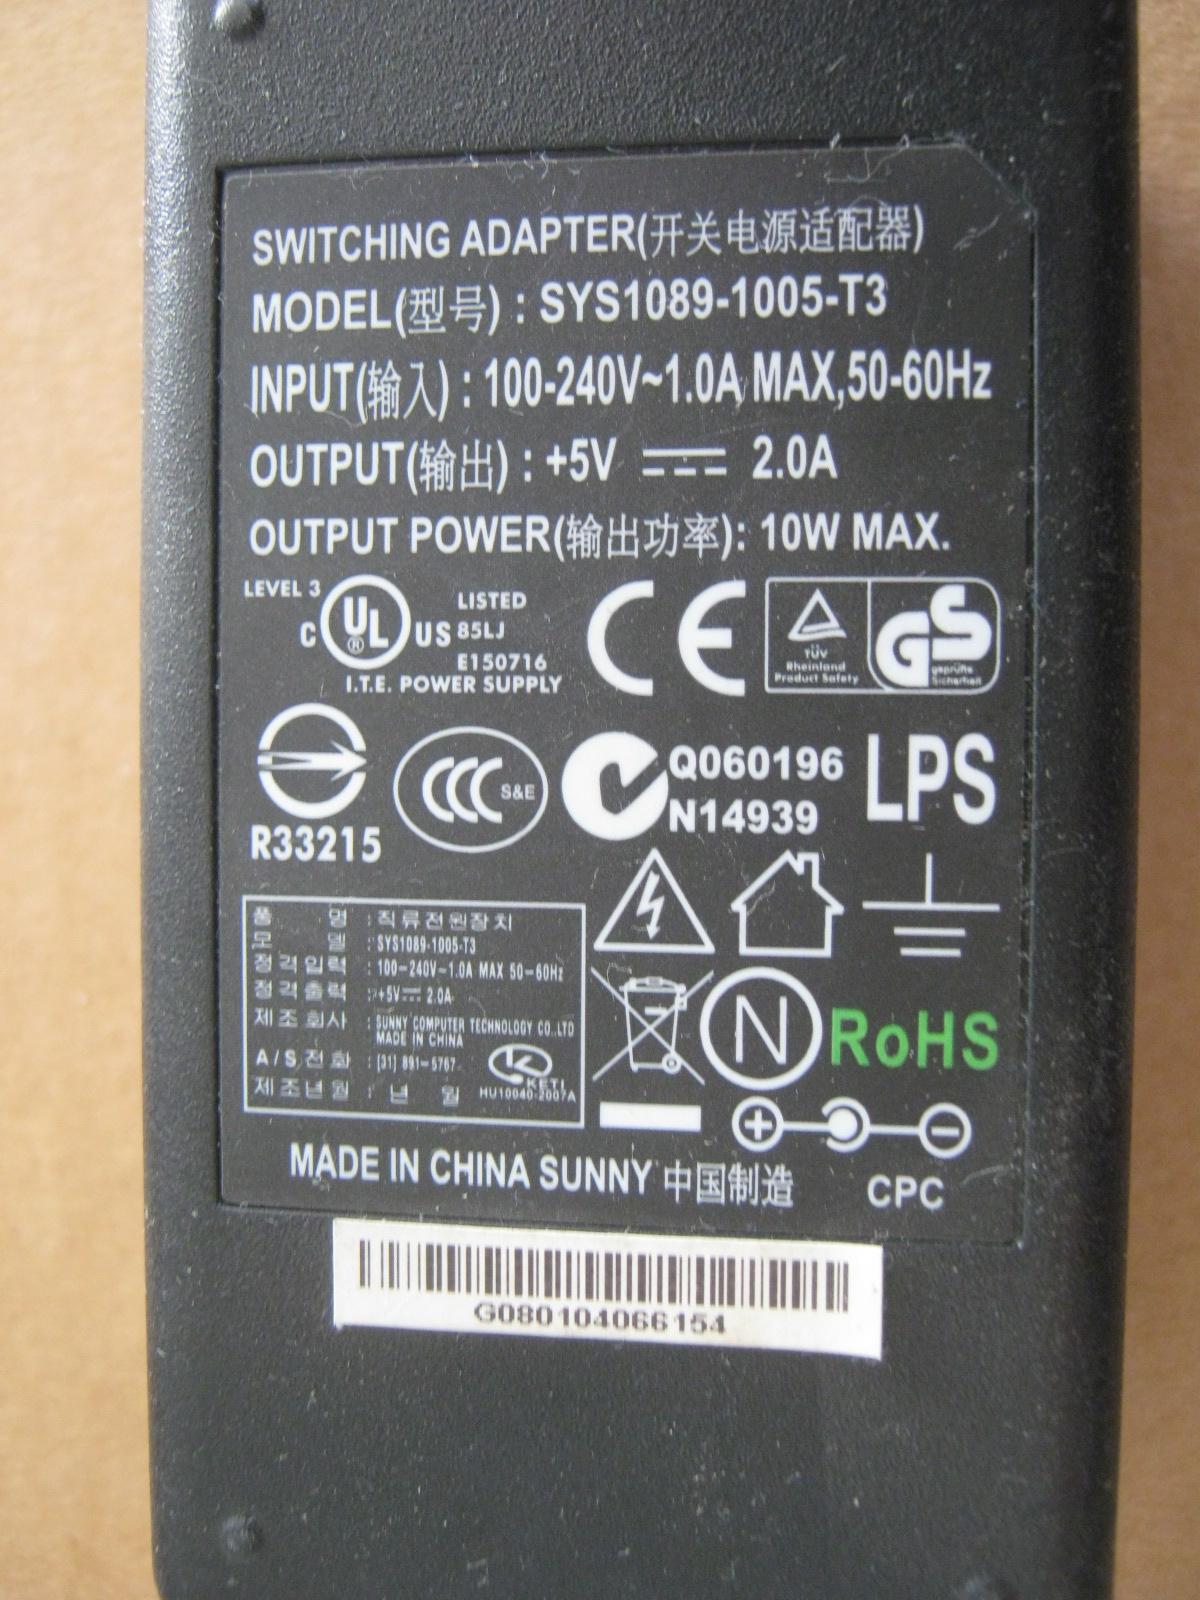 SWITCHING ADAPTER(开关电源适配器)
MODEL(型号) : SYS1089-1005-T3
INPUT(输入) : 100-240V~1.0A MAX,50-60Hz
OUTPUT(输出) : +5V ⎓ 2.0A
OUTPUT POWER(输出功率): 10W MAX.
LEVEL 3
C UL ® US
LISTED
85LJ
E150716
I.T.E. POWER SUPPLY
CE
TÜV
Rheinland
Product Safety
GS
geprüfte
Sicherheit
R33215
CCC S&E
Q060196
N14939
LPS
품 명 : 직류전원장치
모 델 : SYS1089-1005-T3
정격입력 : 100-240V~1.0A MAX 50-60Hz
정격출력 : +5V⎓ 2.0A
제조회사 : SUNNY COMPUTER TECHNOLOGY CO.,LTD
MADE IN CHINA
A/S전화 : [31] 891-5767
제조년월 : 년 월
K
KETI
HU10040-2007A
N
RoHS
+ −
MADE IN CHINA SUNNY 中国制造
CPC
G080104066154